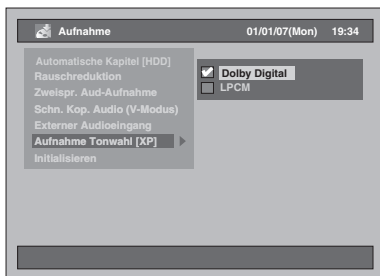 Aufnahme 01/01/07(Mon) 19:34
Automatische Kapitel [HDD]
Rauschreduktion
Zweispr. Aud-Aufnahme
Schn. Kop. Audio (V-Modus)
Externer Audioeingang
Aufnahme Tonwahl [XP]
Initialisieren
Dolby Digital
LPCM